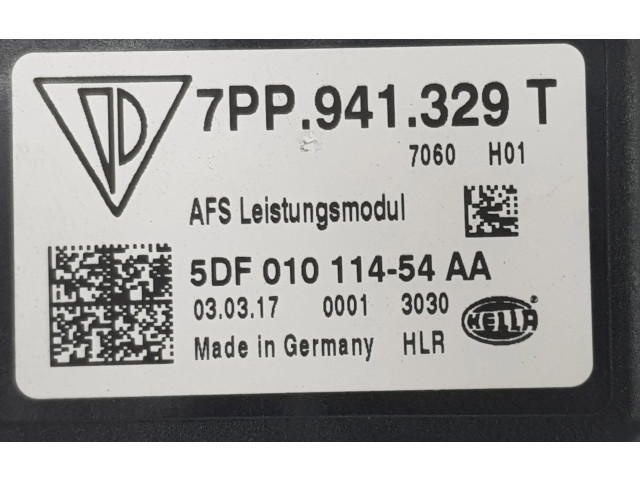 7PP.941.329 T
7060 H01
AFS Leistungsmodul
5DF 010 114-54 AA
03.03.17 0001 3030
HELLA ®
Made in Germany HLR